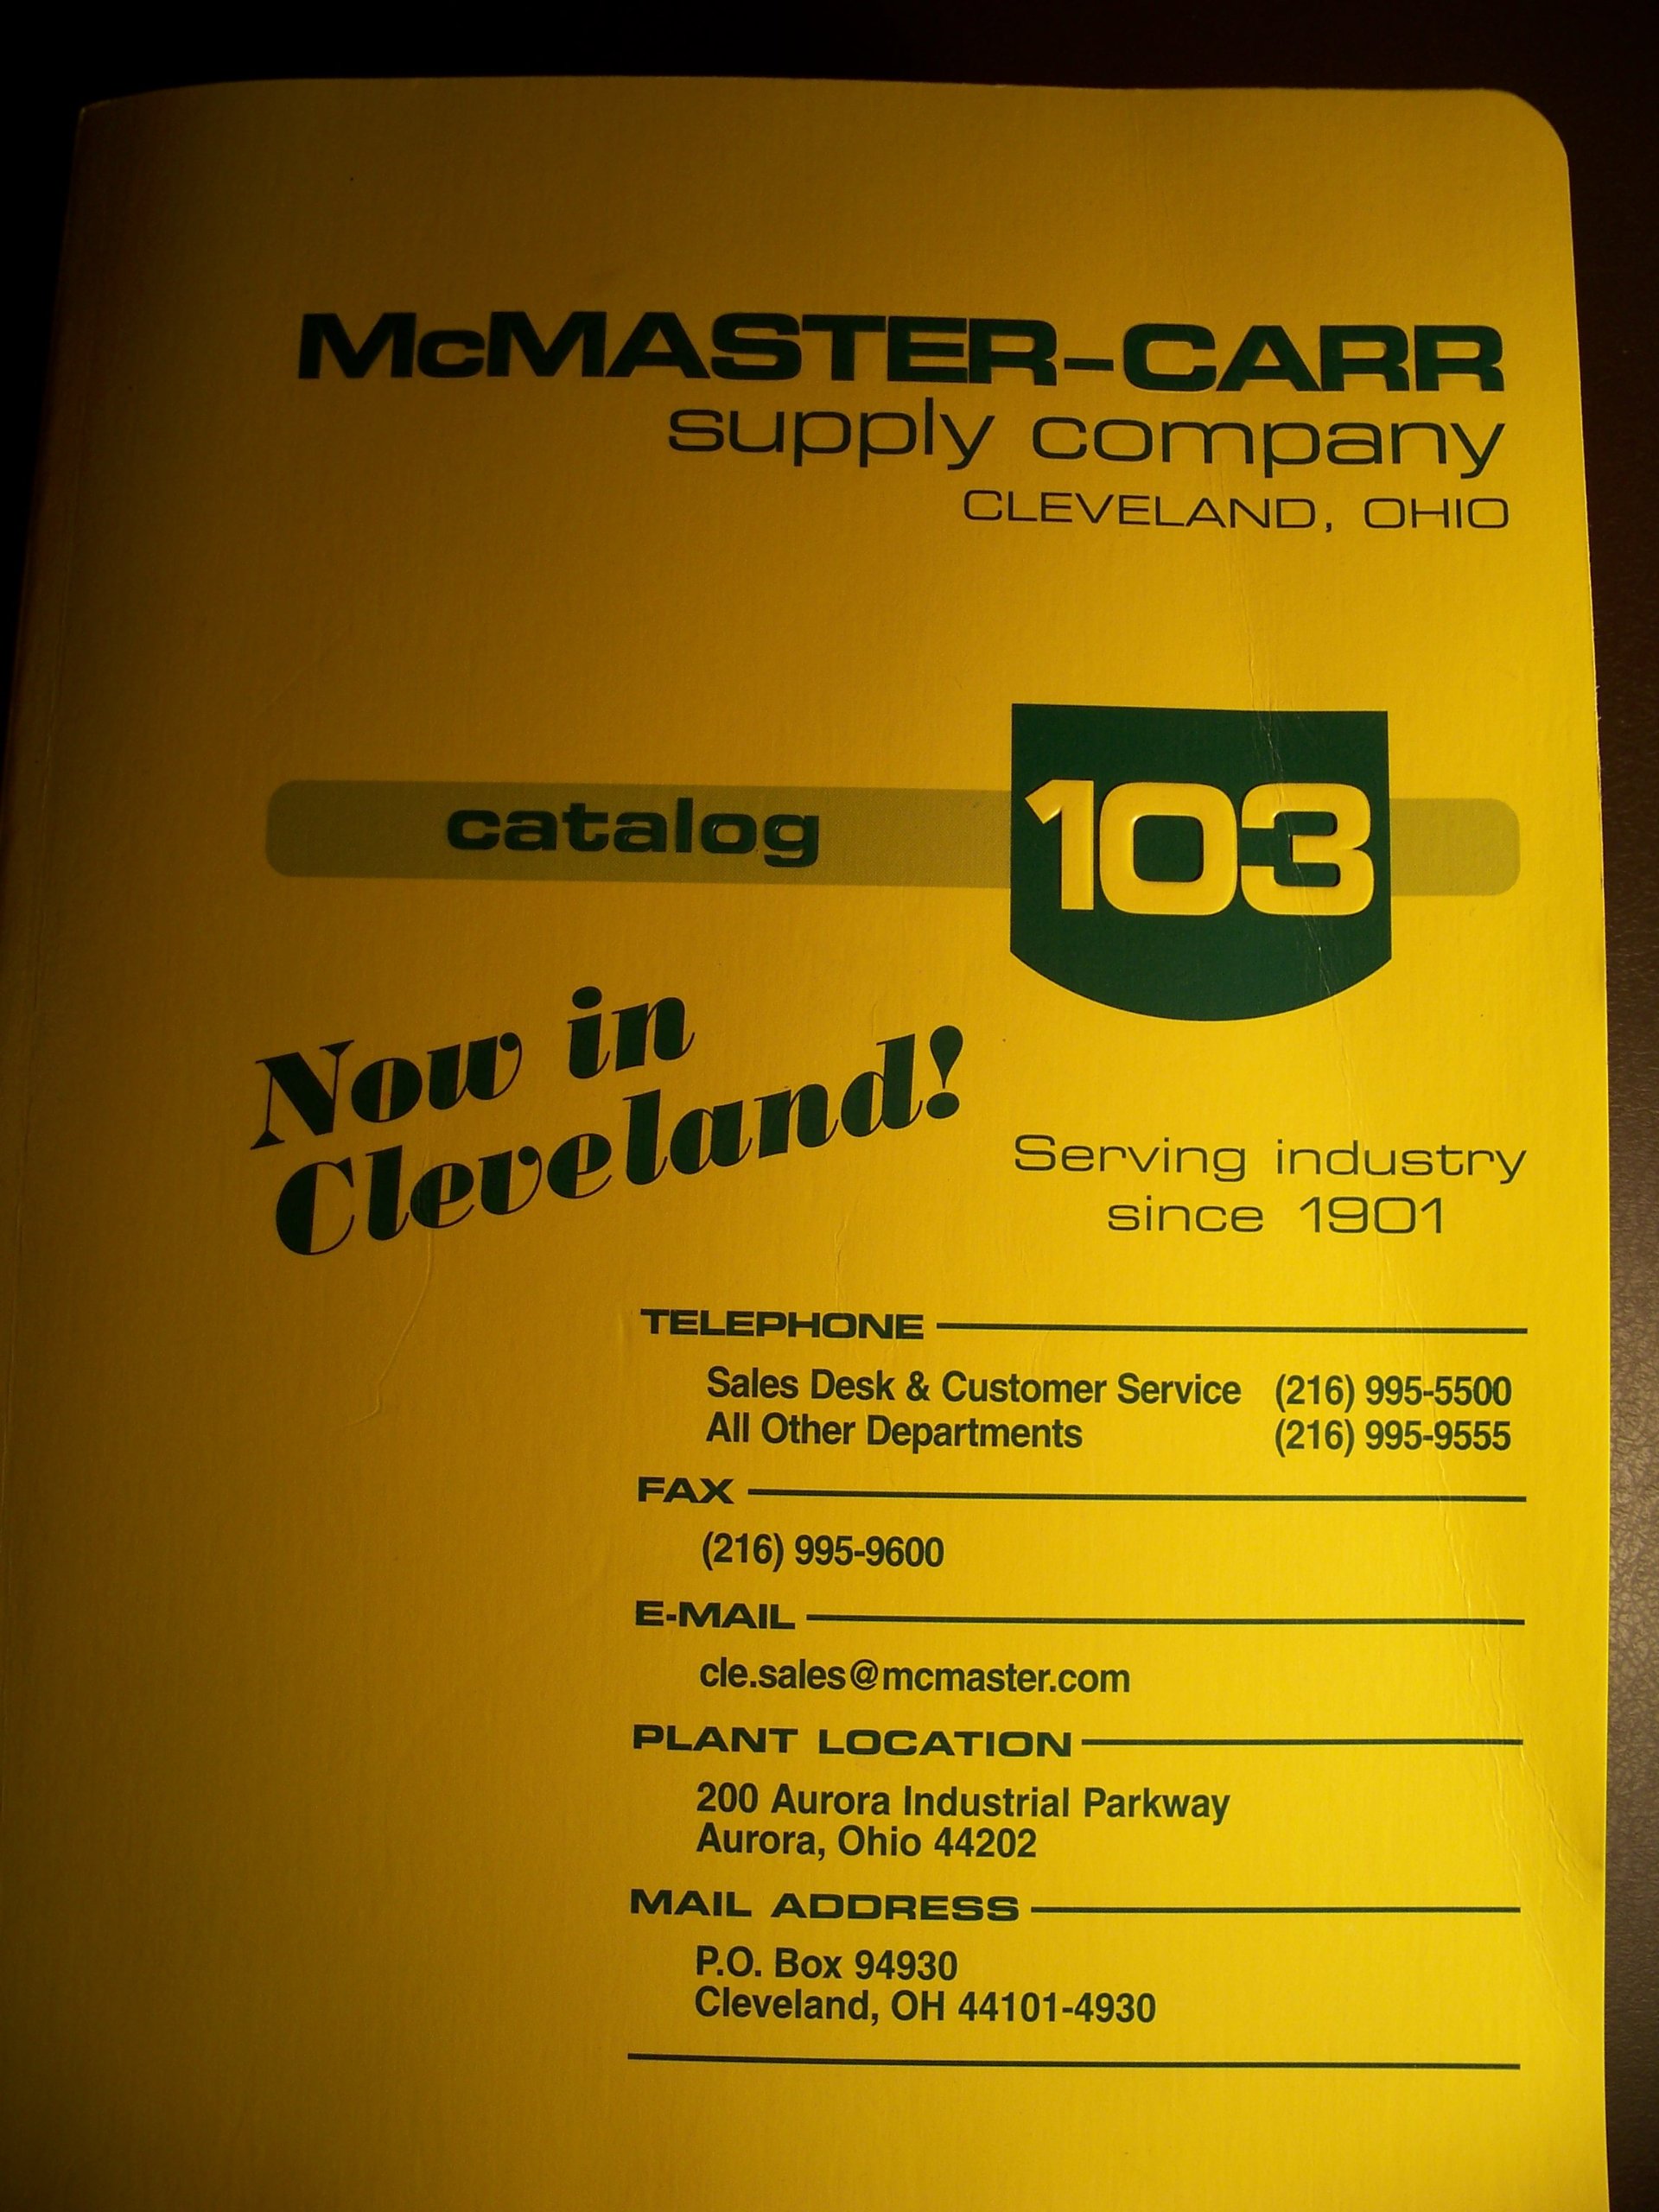 McMASTER-CARR
supply company
CLEVELAND, OHIO
catalog 103
Now in
Cleveland!
Serving industry
since 1901
TELEPHONE
Sales Desk & Customer Service (216) 995-5500
All Other Departments (216) 995-9555
FAX
(216) 995-9600
E-MAIL
cle.sales@mcmaster.com
PLANT LOCATION
200 Aurora Industrial Parkway
Aurora, Ohio 44202
MAIL ADDRESS
P.O. Box 94930
Cleveland, OH 44101-4930